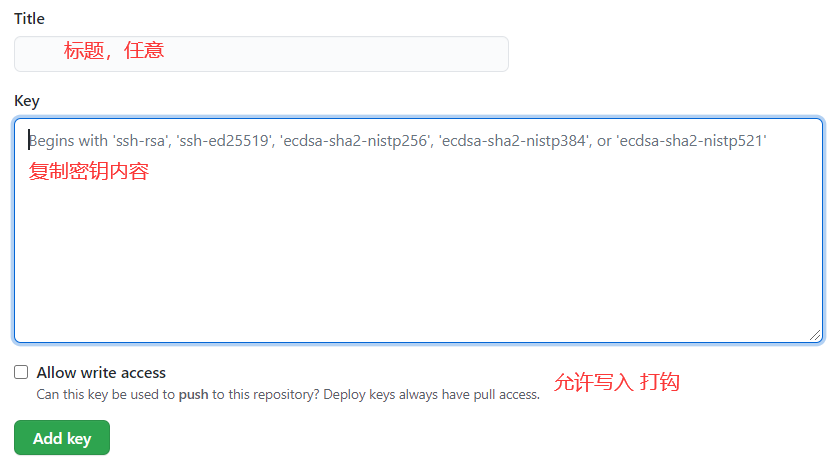 Title
标题，任意
Key
Begins with 'ssh-rsa', 'ssh-ed25519', 'ecdsa-sha2-nistp256', 'ecdsa-sha2-nistp384', or 'ecdsa-sha2-nistp521'
复制密钥内容
Allow write access
Can this key be used to push to this repository? Deploy keys always have pull access.
允许写入 打钩
Add key